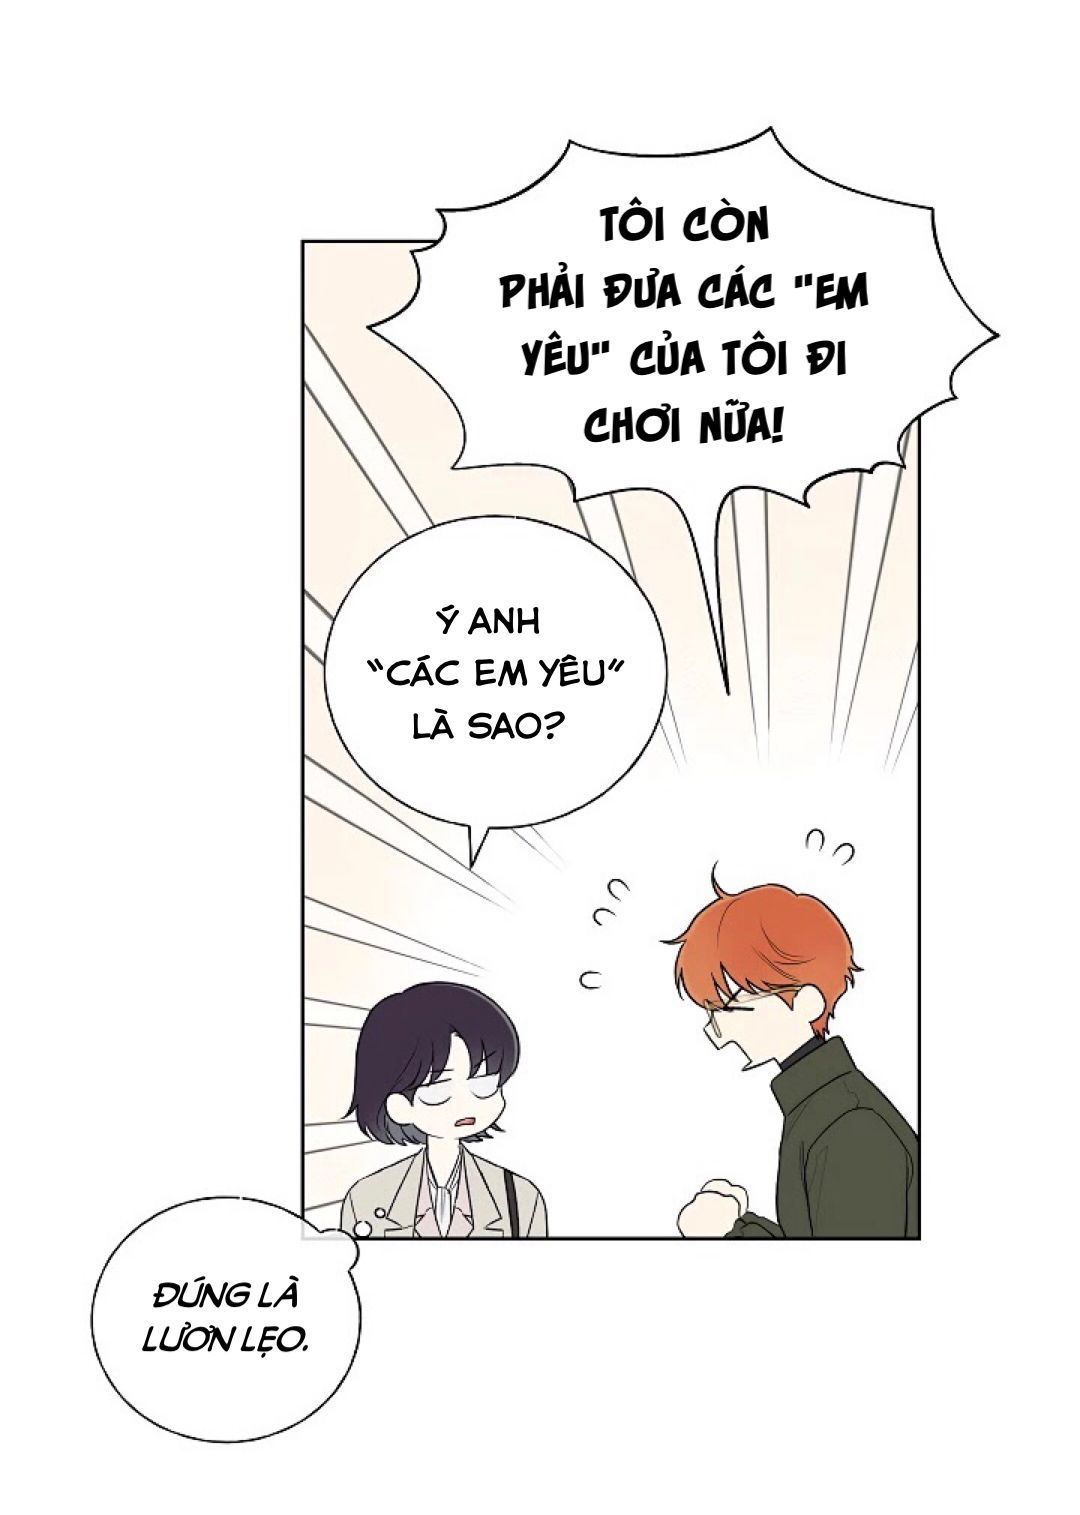 TÔI CÒN
PHẢI ĐƯA CÁC "EM
YÊU" CỦA TÔI ĐI
CHƠI NỮA!
Ý ANH
"CÁC EM YÊU"
LÀ SAO?
ĐÚNG LÀ
LƯƠN LẸO.